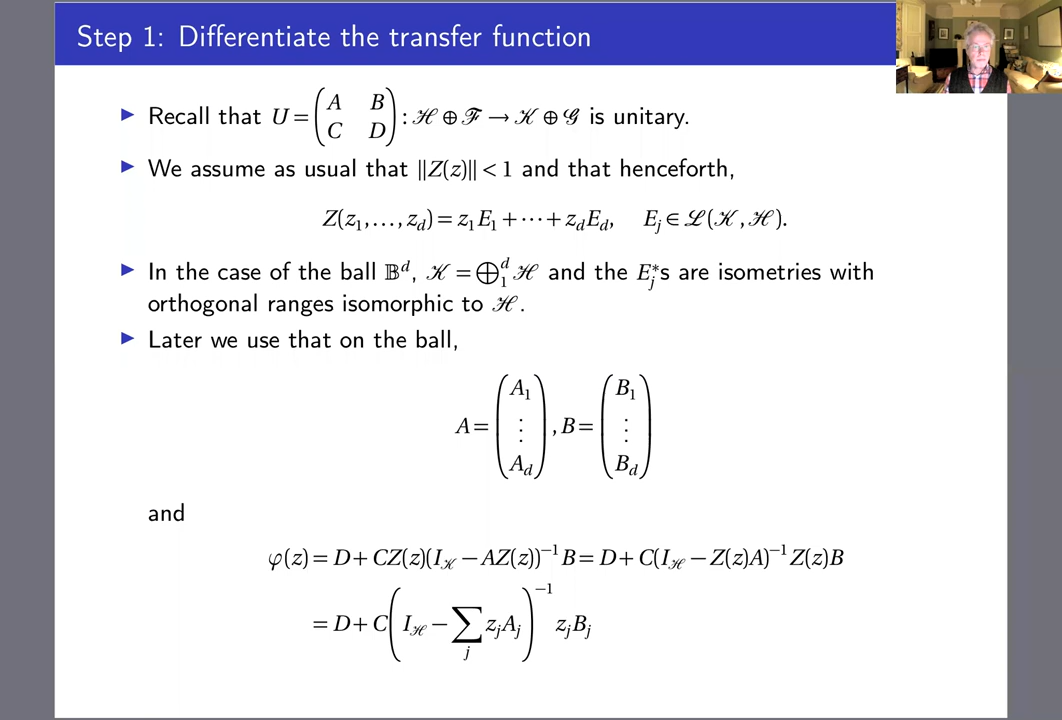 Step 1: Differentiate the transfer function
▶ Recall that U = (A B; C D) : ℋ ⊕ ℱ → 𝒦 ⊕ 𝒢 is unitary.
▶ We assume as usual that ‖Z(z)‖ < 1 and that henceforth,
Z(z₁,…,z_d) = z₁E₁ + ⋯ + z_dE_d, E_j ∈ ℒ(𝒦, ℋ).
▶ In the case of the ball 𝔹^d, 𝒦 = ⊕₁^d ℋ and the E_j^*s are isometries with
orthogonal ranges isomorphic to ℋ.
▶ Later we use that on the ball,
A = (A₁ ⋮ A_d), B = (B₁ ⋮ B_d)
and
φ(z) = D + CZ(z)(I_𝒦 − AZ(z))^{−1}B = D + C(I_ℋ − Z(z)A)^{−1}Z(z)B
= D + C(I_ℋ − ∑_j z_jA_j)^{−1} z_jB_j